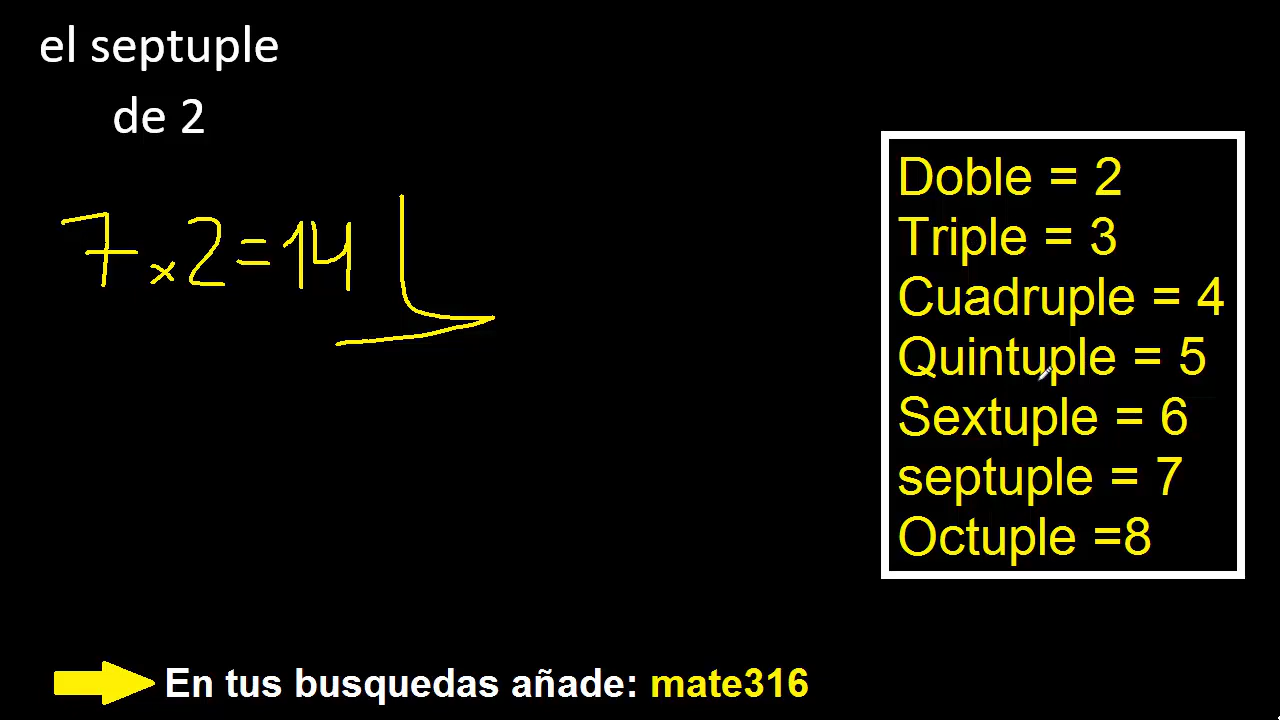 el septuple
de 2
7 x 2 = 14
Doble = 2
Triple = 3
Cuadruple = 4
Quintuple = 5
Sextuple = 6
septuple = 7
Octuple =8
En tus busquedas añade: mate316